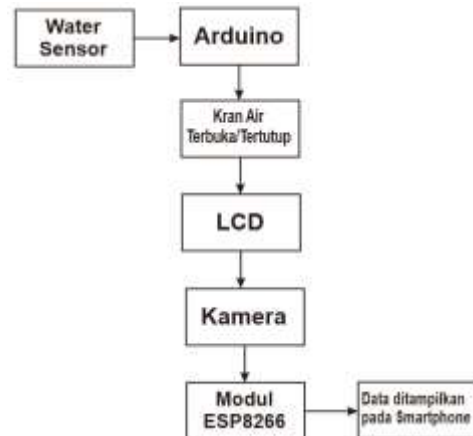 Water
Sensor
Arduino
Kran Air
Terbuka/Tertutup
LCD
Kamera
Modul
ESP8266
Data ditampilkan
pada Smartphone